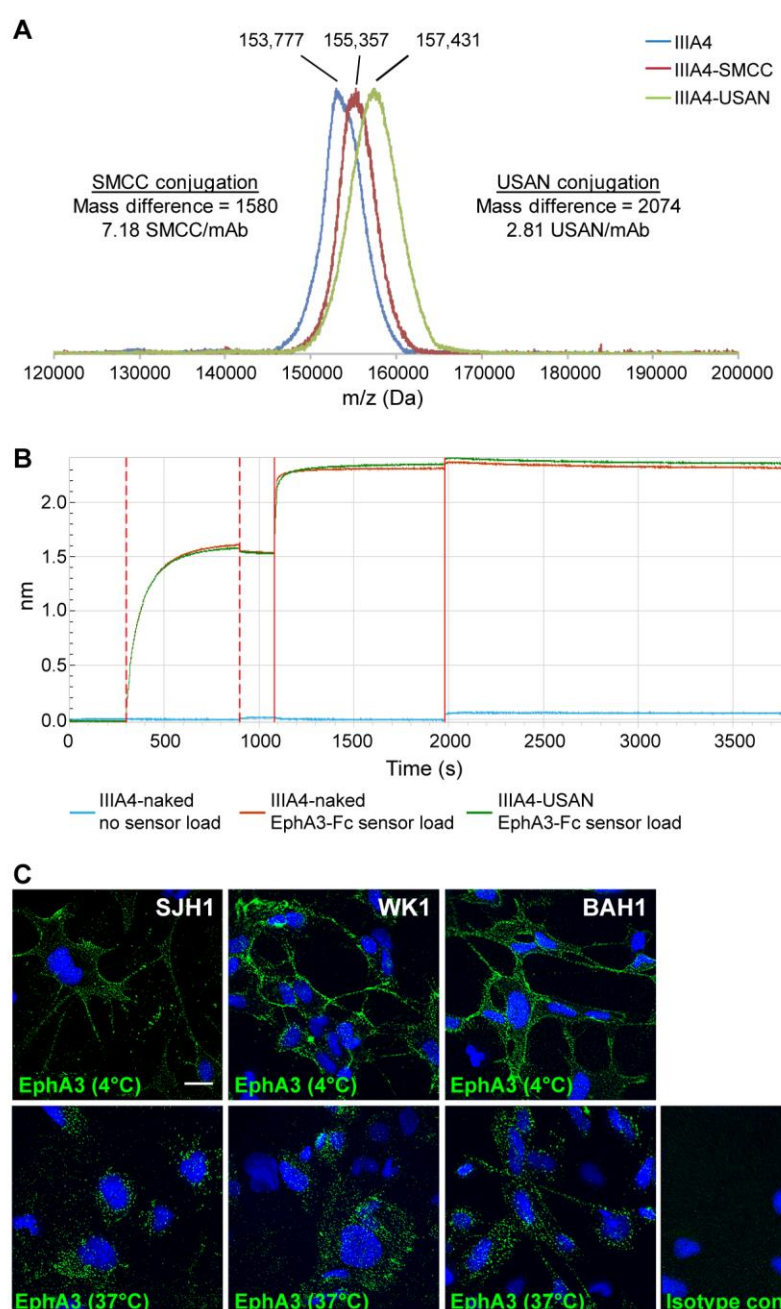 A
153,777 155,357 157,431
IIIA4
IIIA4-SMCC
IIIA4-USAN
SMCC conjugation
Mass difference = 1580
7.18 SMCC/mAb
USAN conjugation
Mass difference = 2074
2.81 USAN/mAb
120000 130000 140000 150000 160000 170000 180000 190000 200000
m/z (Da)
B
2.0
1.5
1.0
0.5
0.0
nm
0 500 1000 1500 2000 2500 3000 3500
Time (s)
IIIA4-naked
no sensor load
IIIA4-naked
EphA3-Fc sensor load
IIIA4-USAN
EphA3-Fc sensor load
C
SJH1 WK1 BAH1
EphA3 (4°C) EphA3 (4°C) EphA3 (4°C)
EphA3 (37°C) EphA3 (37°C) EphA3 (37°C) Isotype con